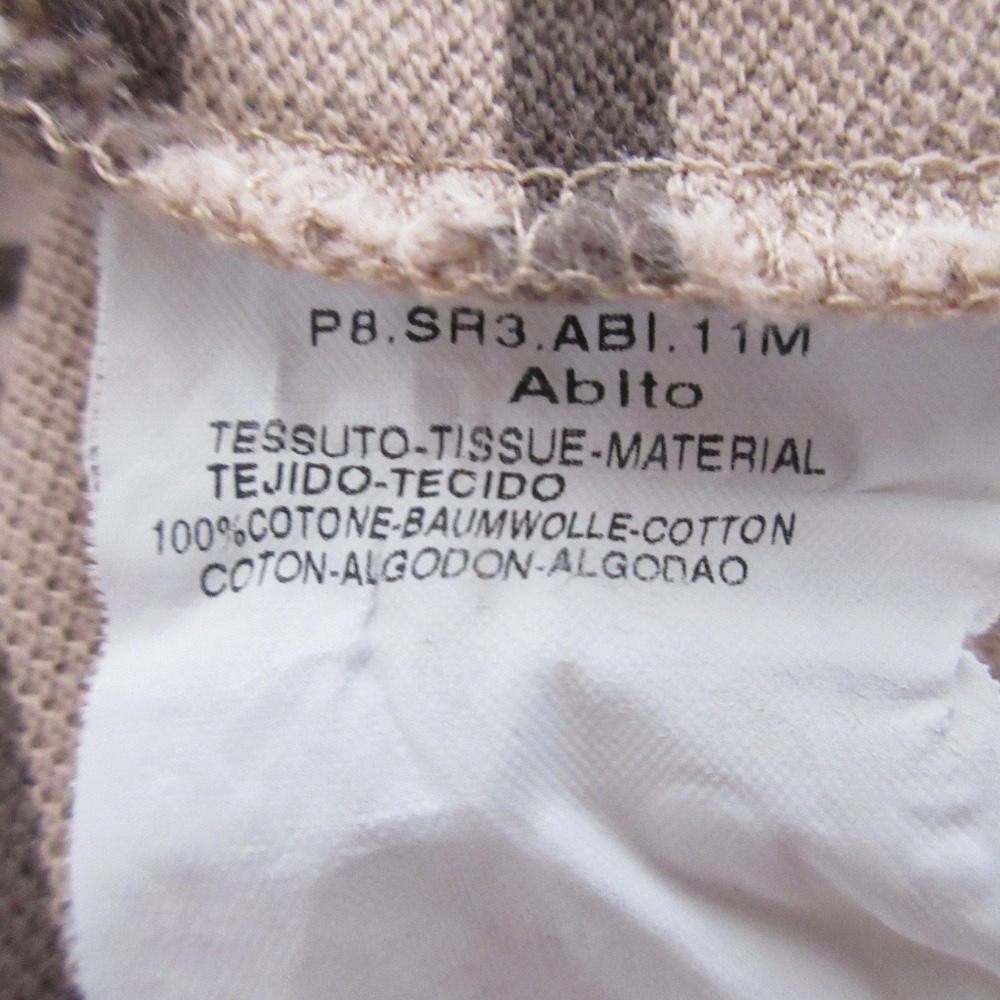 P8.SR3.ABI.11M
Abito
TESSUTO-TISSUE-MATERIAL
TEJIDO-TECIDO
100%COTONE-BAUMWOLLE-COTTON
COTON-ALGODON-ALGODAO